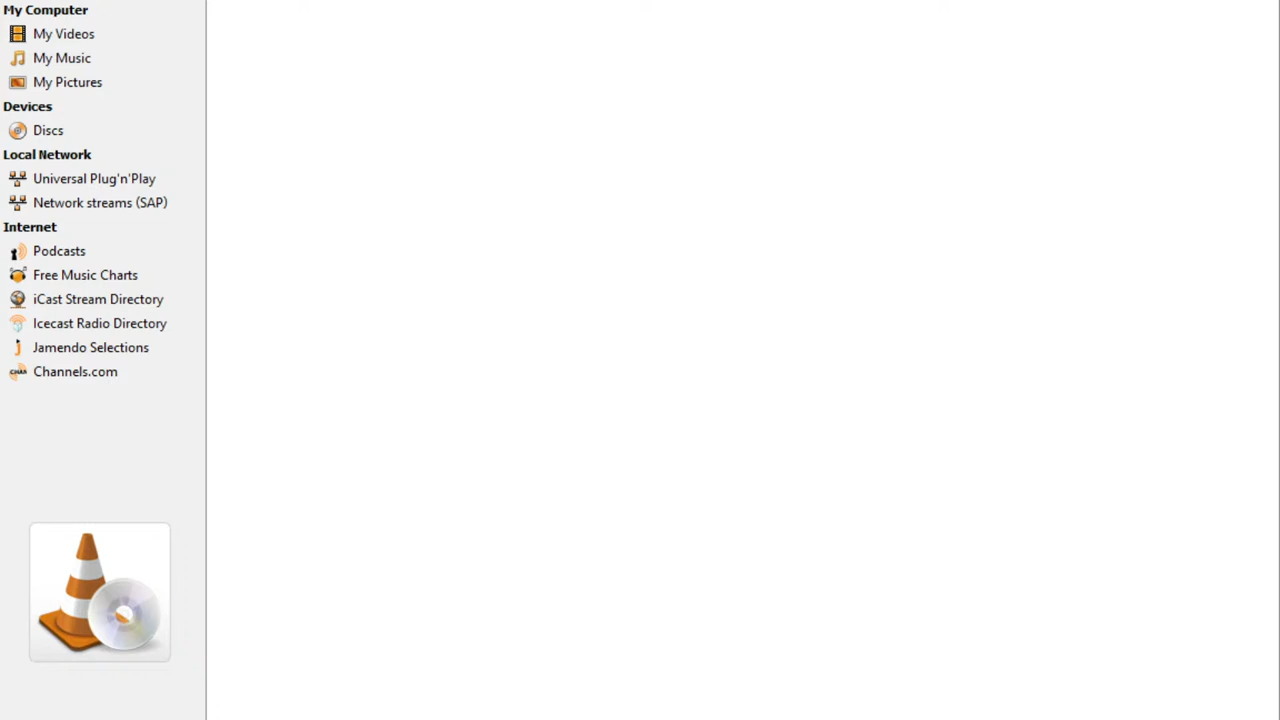 My Computer
My Videos
My Music
My Pictures
Devices
Discs
Local Network
Universal Plug'n'Play
Network streams (SAP)
Internet
Podcasts
Free Music Charts
iCast Stream Directory
Icecast Radio Directory
Jamendo Selections
Channels.com